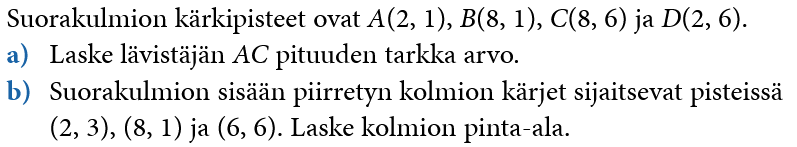 Suorakulmion kärkipisteet ovat A(2, 1), B(8, 1), C(8, 6) ja D(2, 6).
a) Laske lävistäjän AC pituuden tarkka arvo.
b) Suorakulmion sisään piirretyn kolmion kärjet sijaitsevat pisteissä
(2, 3), (8, 1) ja (6, 6). Laske kolmion pinta-ala.